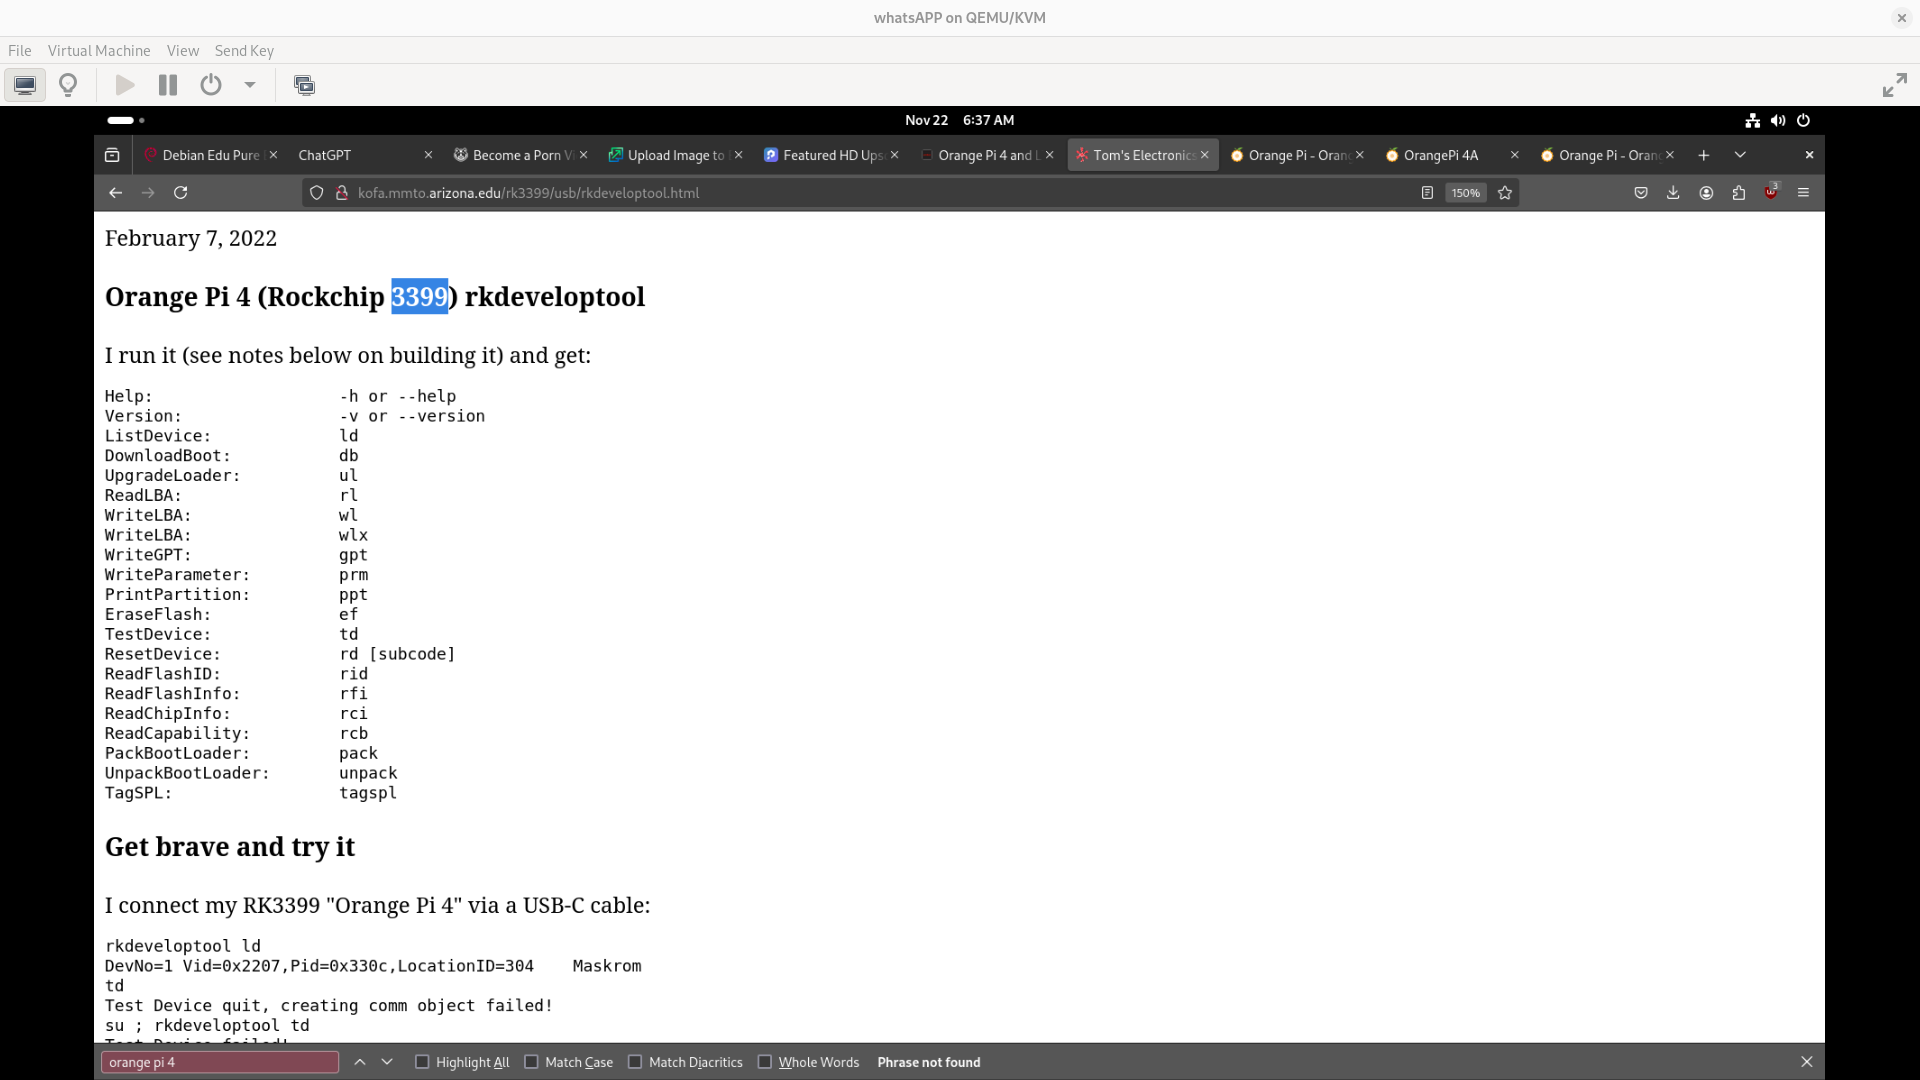 whatsAPP on QEMU/KVM
File Virtual Machine View Send Key
Nov 22 6:37 AM
Debian Edu Pure
ChatGPT
Become a Porn Vi
Upload Image to
Featured HD Ups
Orange Pi 4 and L
Tom's Electronics
Orange Pi - Oran
OrangePi 4A
Orange Pi - Oran
kofa.mmto.arizona.edu/rk3399/usb/rkdeveloptool.html
150%
3
February 7, 2022
Orange Pi 4 (Rockchip 3399) rkdeveloptool
I run it (see notes below on building it) and get:
Help: -h or --help
Version: -v or --version
ListDevice: ld
DownloadBoot: db
UpgradeLoader: ul
ReadLBA: rl
WriteLBA: wl
WriteLBA: wlx
WriteGPT: gpt
WriteParameter: prm
PrintPartition: ppt
EraseFlash: ef
TestDevice: td
ResetDevice: rd [subcode]
ReadFlashID: rid
ReadFlashInfo: rfi
ReadChipInfo: rci
ReadCapability: rcb
PackBootLoader: pack
UnpackBootLoader: unpack
TagSPL: tagspl
Get brave and try it
I connect my RK3399 "Orange Pi 4" via a USB-C cable:
rkdeveloptool ld
DevNo=1 Vid=0x2207,Pid=0x330c,LocationID=304 Maskrom
td
Test Device quit, creating comm object failed!
su ; rkdeveloptool td
Test Device failed!
orange pi 4
Highlight All
Match Case
Match Diacritics
Whole Words
Phrase not found